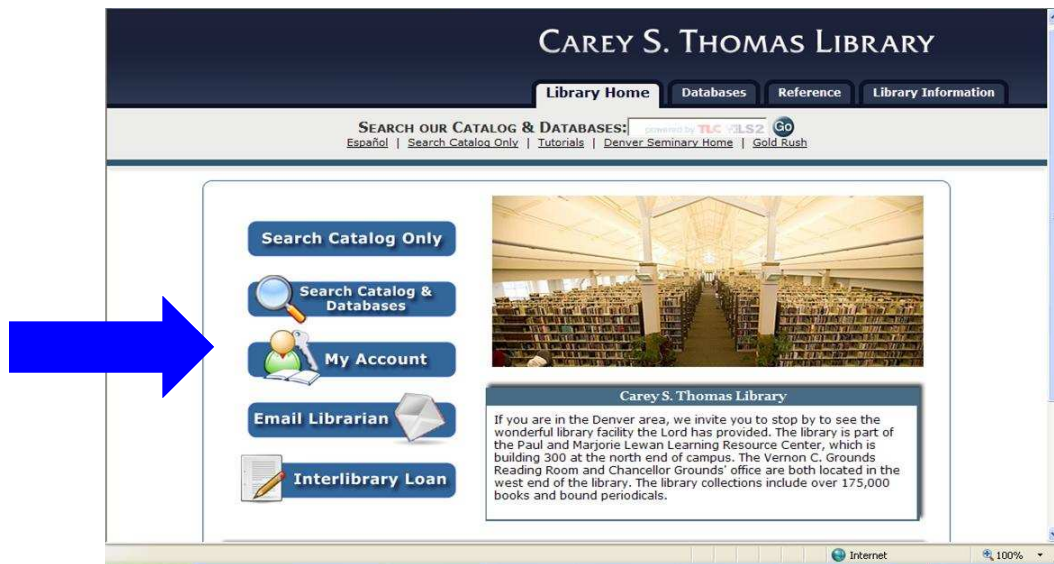 CAREY S. THOMAS LIBRARY
Library Home Databases Reference Library Information
SEARCH OUR CATALOG & DATABASES: powered by TLC LS2 Go
Español | Search Catalog Only | Tutorials | Denver Seminary Home | Gold Rush
Search Catalog Only
Search Catalog &
Databases
My Account
Email Librarian
Interlibrary Loan
Carey S. Thomas Library
If you are in the Denver area, we invite you to stop by to see the
wonderful library facility the Lord has provided. The library is part of
the Paul and Marjorie Lewan Learning Resource Center, which is
building 300 at the north end of campus. The Vernon C. Grounds
Reading Room and Chancellor Grounds' office are both located in the
west end of the library. The library collections include over 175,000
books and bound periodicals.
Internet 100%